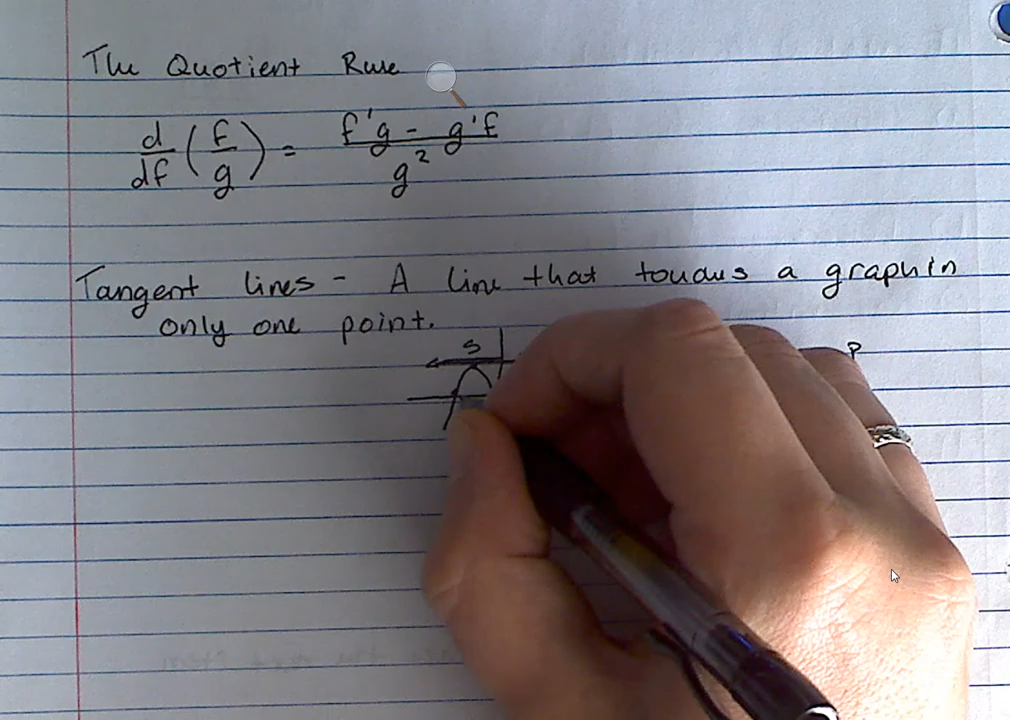 The Quotient Rule
d/df (f/g) = f'g - g'f / g²
Tangent lines - A line that touches a graph in
only one point.
S
P